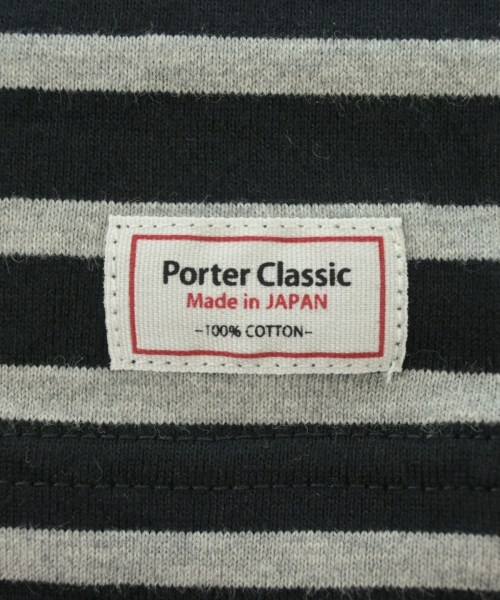 Porter Classic
Made in JAPAN
–100% COTTON–